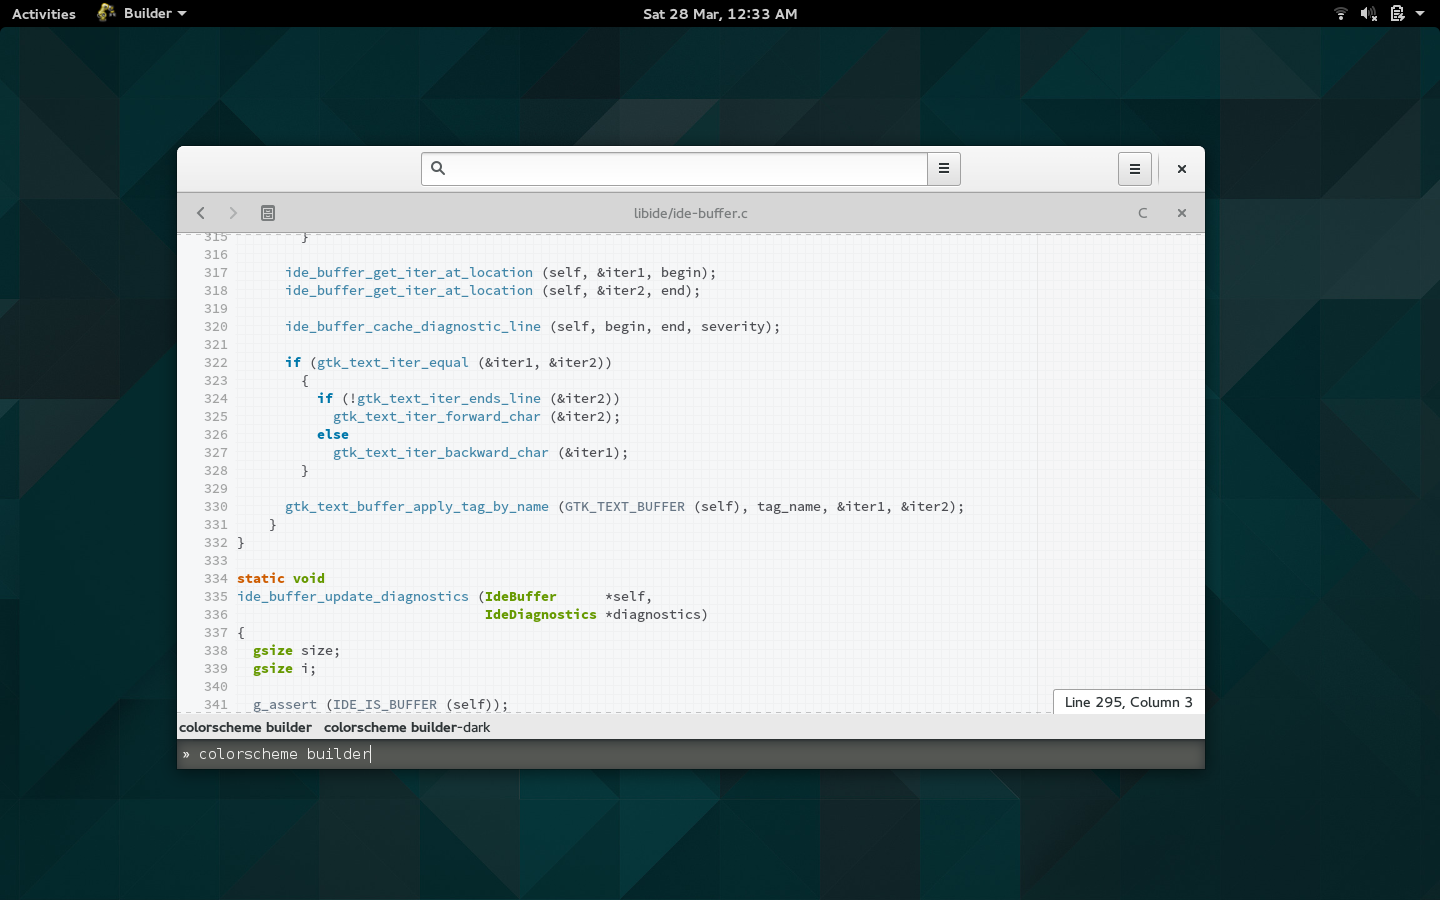 Activities Builder Sat 28 Mar, 12:33 AM
libide/ide-buffer.c C
315 }
316
317 ide_buffer_get_iter_at_location (self, &iter1, begin);
318 ide_buffer_get_iter_at_location (self, &iter2, end);
319
320 ide_buffer_cache_diagnostic_line (self, begin, end, severity);
321
322 if (gtk_text_iter_equal (&iter1, &iter2))
323 {
324 if (!gtk_text_iter_ends_line (&iter2))
325 gtk_text_iter_forward_char (&iter2);
326 else
327 gtk_text_iter_backward_char (&iter1);
328 }
329
330 gtk_text_buffer_apply_tag_by_name (GTK_TEXT_BUFFER (self), tag_name, &iter1, &iter2);
331 }
332 }
333
334 static void
335 ide_buffer_update_diagnostics (IdeBuffer *self,
336 IdeDiagnostics *diagnostics)
337 {
338 gsize size;
339 gsize i;
340
341 g_assert (IDE_IS_BUFFER (self));
Line 295, Column 3
colorscheme builder colorscheme builder-dark
» colorscheme builder